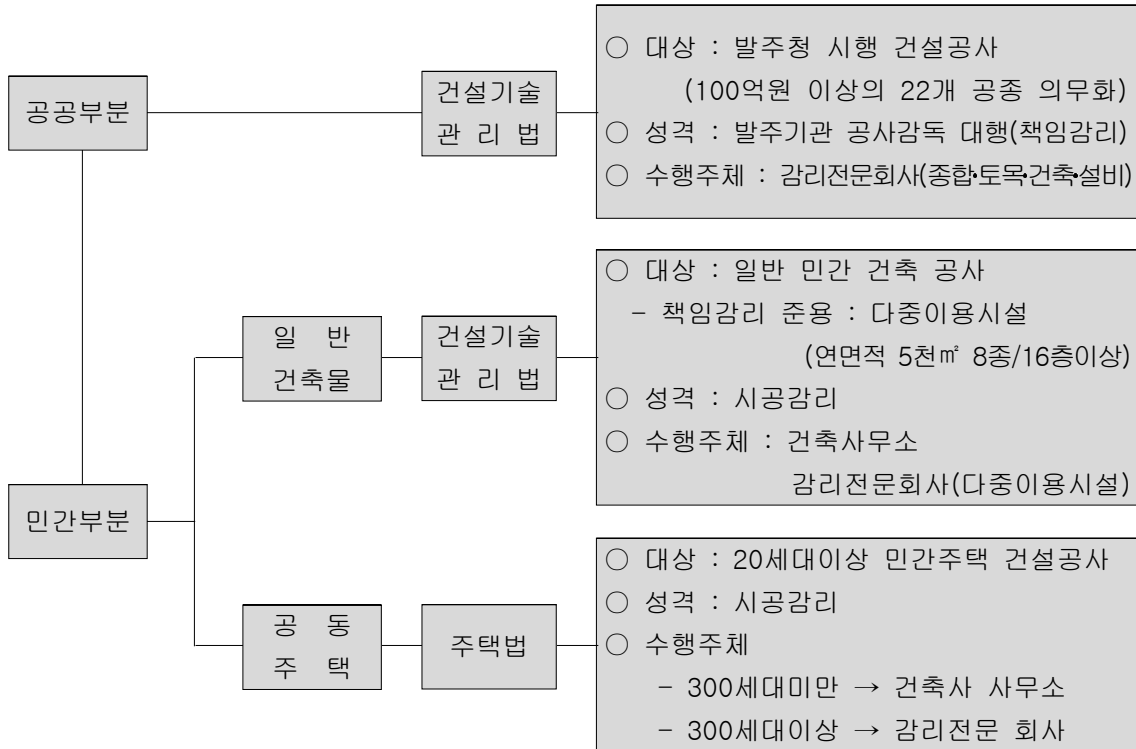 공공부분
건설기술
관 리 법
○ 대상 : 발주청 시행 건설공사
(100억원 이상의 22개 공종 의무화)
○ 성격 : 발주기관 공사감독 대행(책임감리)
○ 수행주체 : 감리전문회사(종합•토목•건축•설비)
민간부분
일 반
건축물
건설기술
관 리 법
○ 대상 : 일반 민간 건축 공사
- 책임감리 준용 : 다중이용시설
(연면적 5천㎡ 8종/16층이상)
○ 성격 : 시공감리
○ 수행주체 : 건축사무소
감리전문회사(다중이용시설)
공 동
주 택
주택법
○ 대상 : 20세대이상 민간주택 건설공사
○ 성격 : 시공감리
○ 수행주체
- 300세대미만 → 건축사 사무소
- 300세대이상 → 감리전문 회사